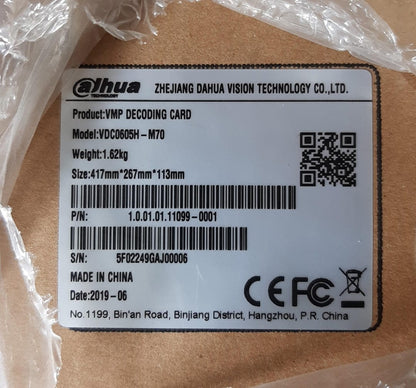 alhua
TECHNOLOGY
ZHEJIANG DAHUA VISION TECHNOLOGY CO.,LTD.
Product:VMP DECODING CARD
Model:VDC0605H-M70
Weight:1.62kg
Size:417mm*267mm*113mm
P/N: 1.0.01.01.11099-0001
S/N: 5F02249GAJ00006
MADE IN CHINA
Date:2019-06
CE FC
No.1199, Bin'an Road, Binjiang District, Hangzhou, P.R. China